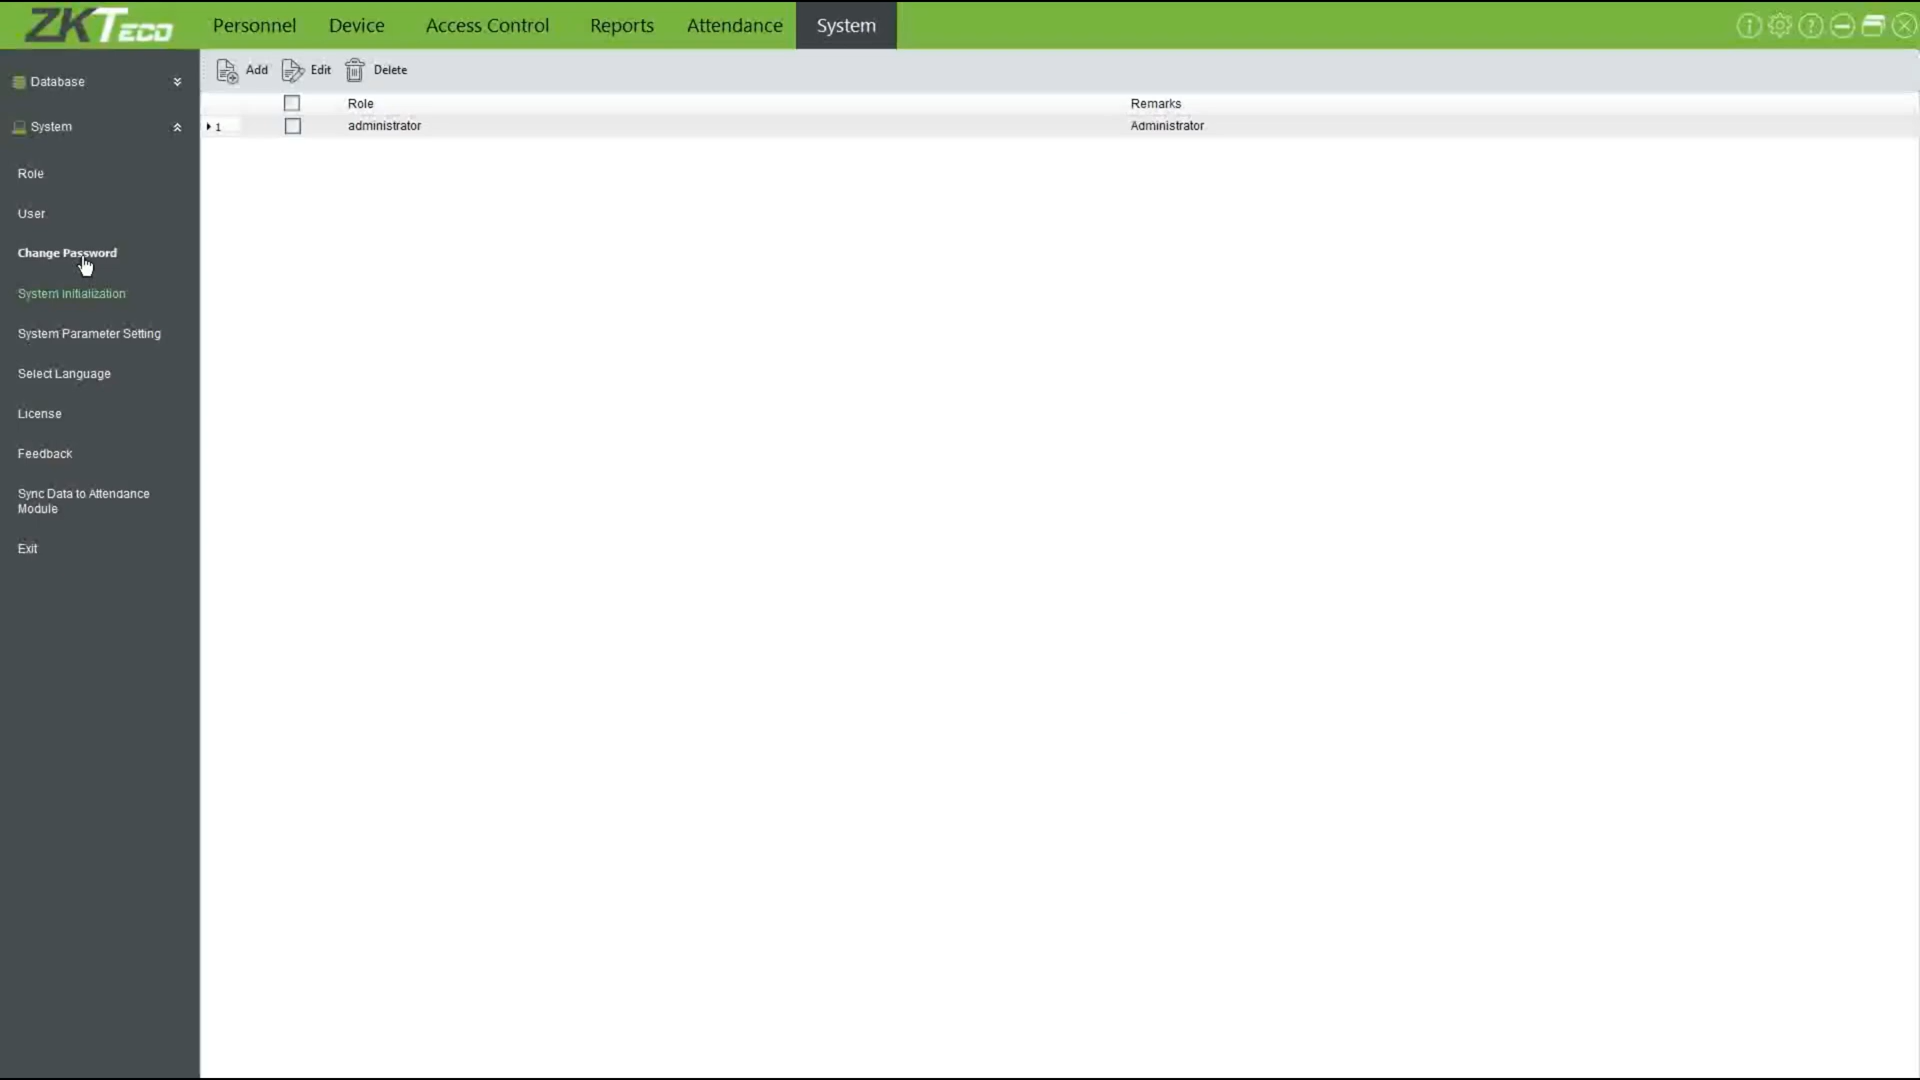 ZKTeco
Personnel Device Access Control Reports Attendance System
Add Edit Delete
Database
System
Role
User
Change Password
System Initialization
System Parameter Setting
Select Language
License
Feedback
Sync Data to Attendance
Module
Exit
Role Remarks
1 administrator Administrator